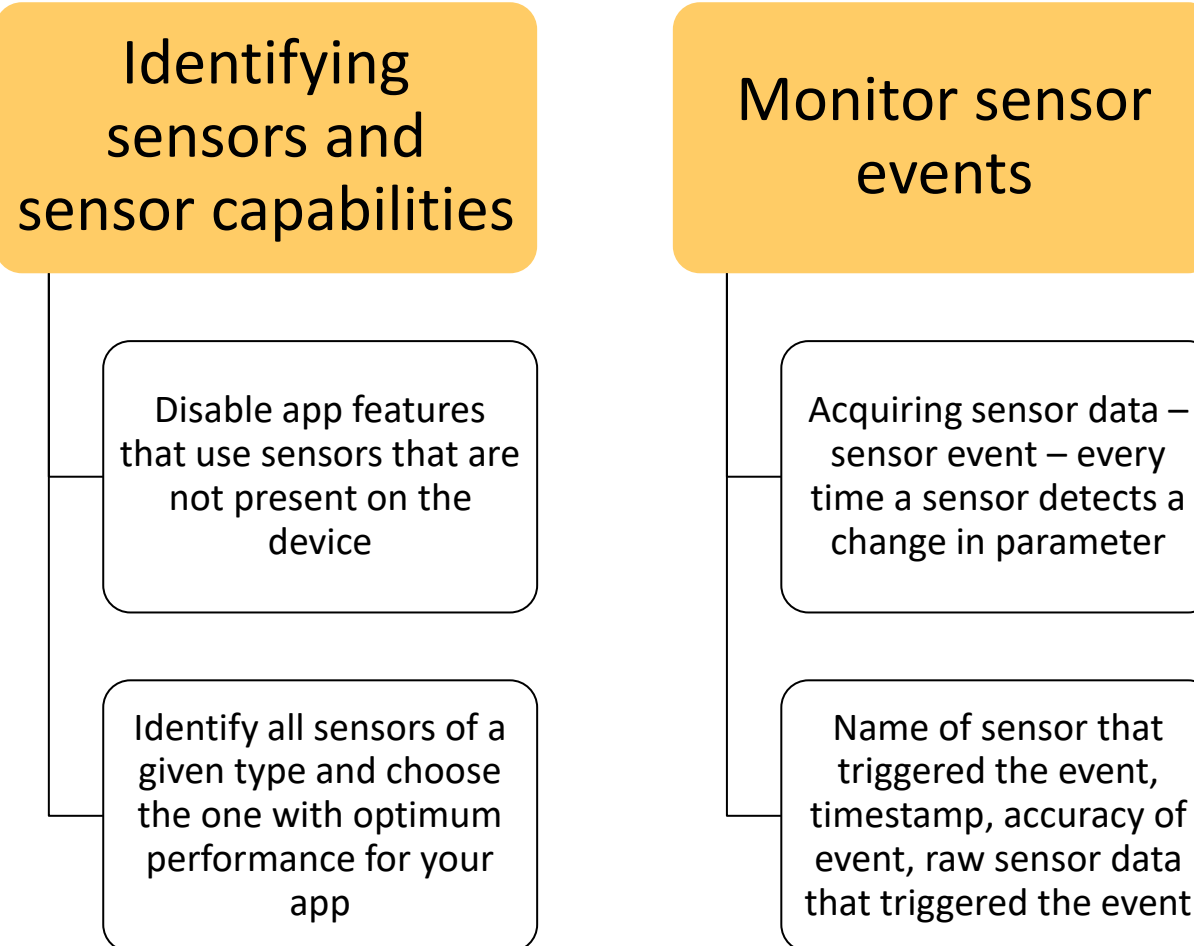 Identifying
sensors and
sensor capabilities
Disable app features
that use sensors that are
not present on the
device
Identify all sensors of a
given type and choose
the one with optimum
performance for your
app
Monitor sensor
events
Acquiring sensor data –
sensor event – every
time a sensor detects a
change in parameter
Name of sensor that
triggered the event,
timestamp, accuracy of
event, raw sensor data
that triggered the event